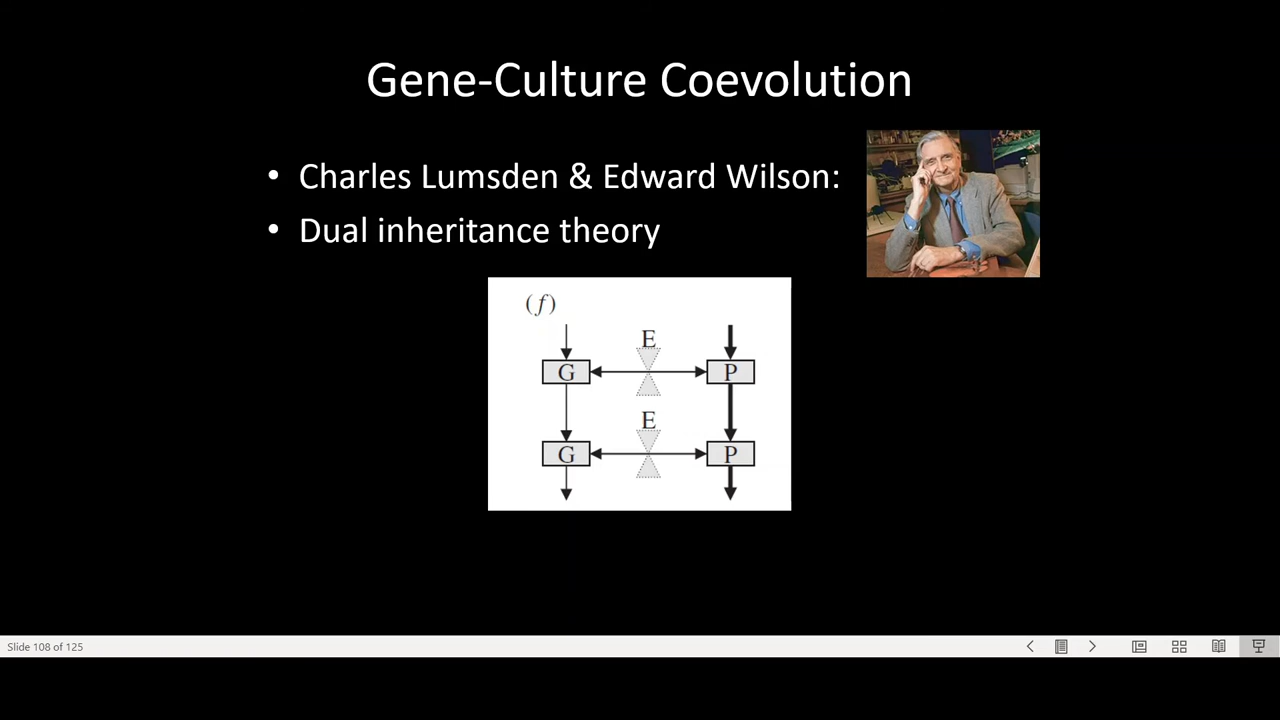 Gene-Culture Coevolution
• Charles Lumsden & Edward Wilson:
• Dual inheritance theory
(f)
E
G P
E
G P
Slide 108 of 125